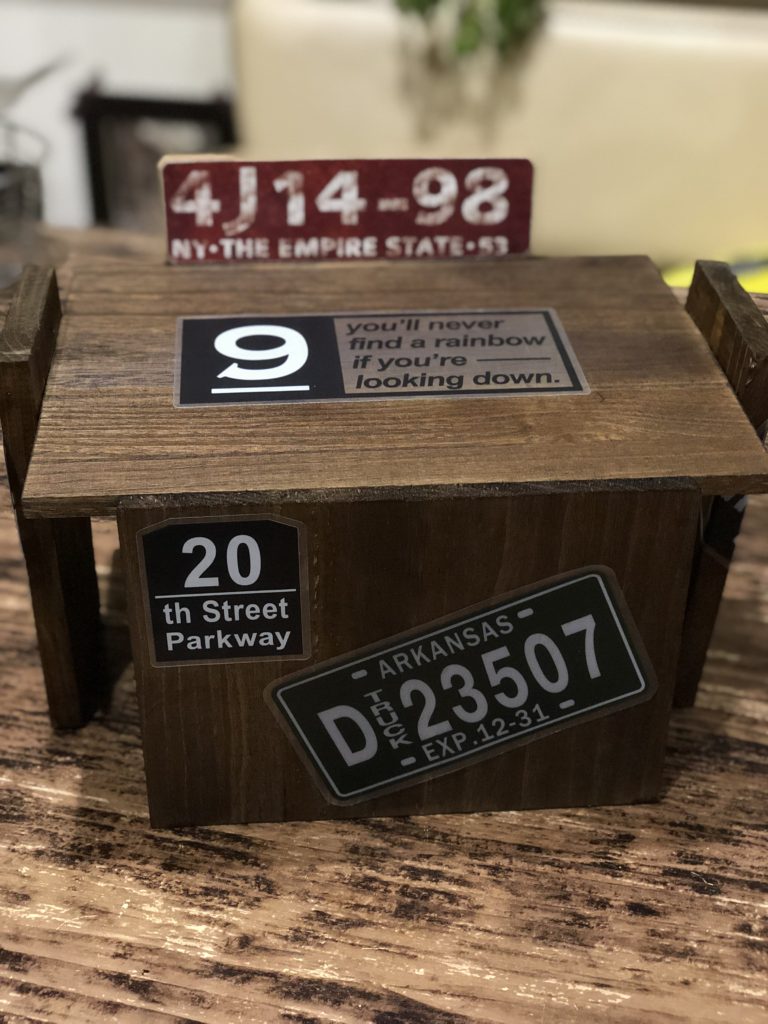 4J14-98
NY•THE EMPIRE STATE•53
9
you'll never
find a rainbow
if you're
looking down.
20
th Street
Parkway
ARKANSAS
D TRUCK 23507
EXP.12-31